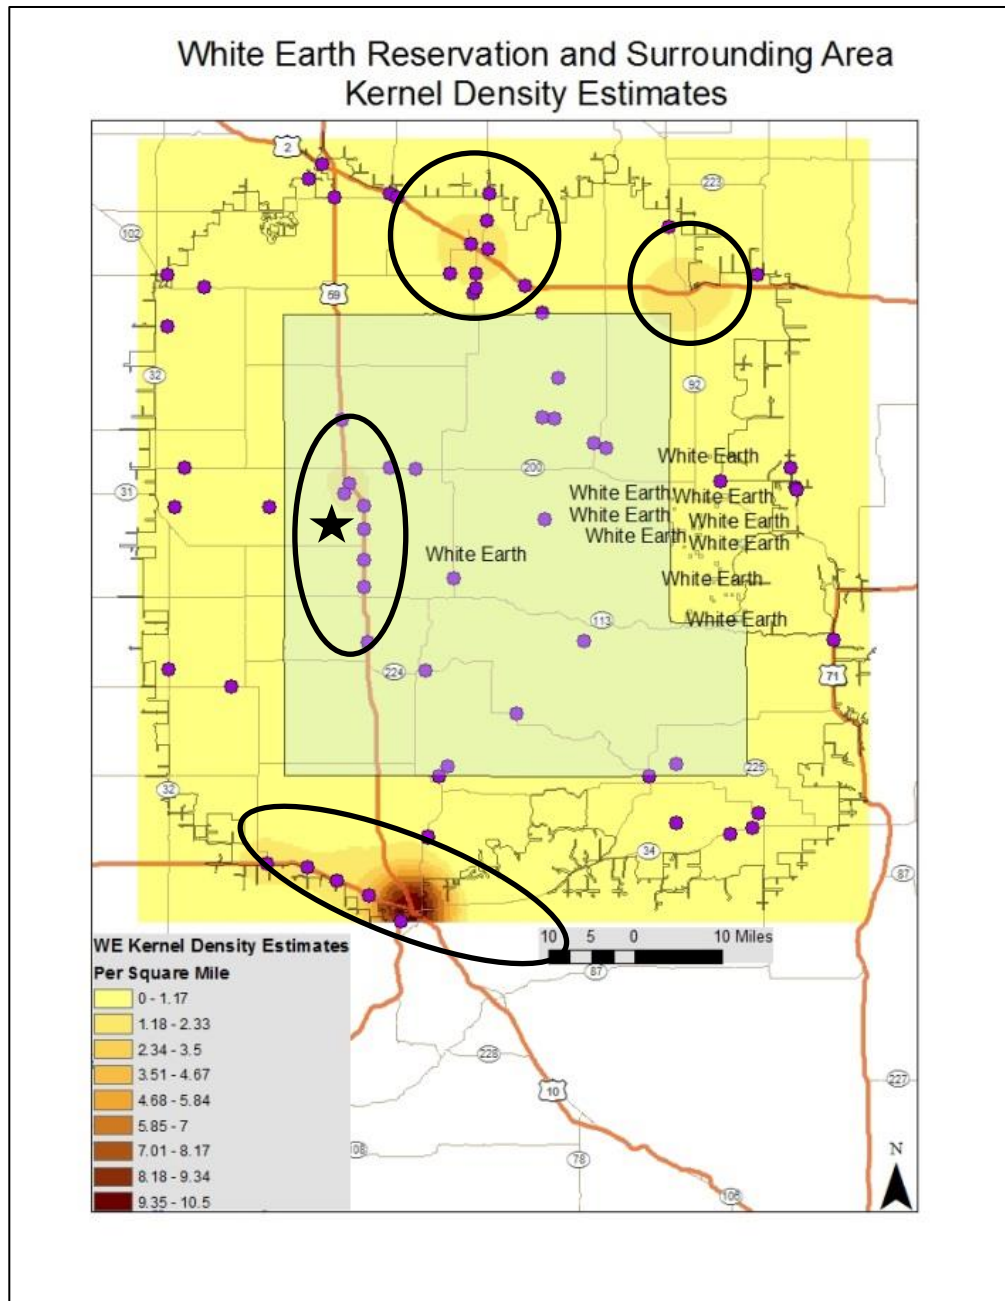 White Earth Reservation and Surrounding Area
Kernel Density Estimates
2
223
102
59
32
92
White Earth
200
31
White Earth White Earth
White Earth White Earth
White Earth White Earth
White Earth
White Earth
113
White Earth
224
71
225
32
34
87
10 5 0 10 Miles
87
WE Kernel Density Estimates
Per Square Mile
0 - 1.17
1.18 - 2.33
2.34 - 3.5
3.51 - 4.67
4.68 - 5.84
5.85 - 7
7.01 - 8.17
8.18 - 9.34
9.35 - 10.5
228
227
10
78
106
N